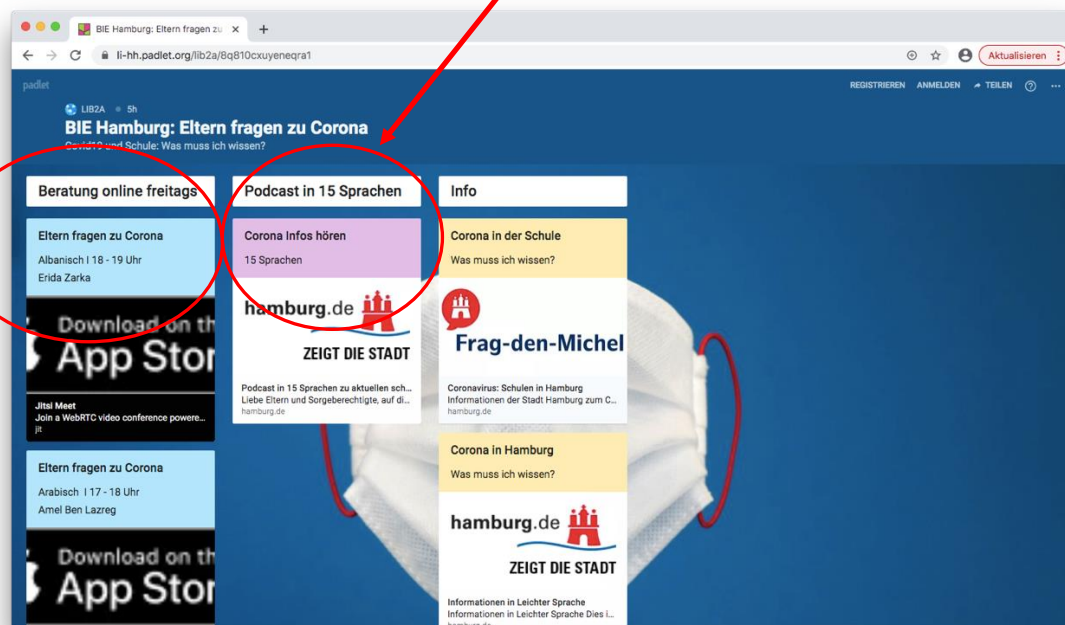 BIE Hamburg: Eltern fragen zu
li-hh.padlet.org/lib2a/8q810cxuyeneqra1
Aktualisieren
padlet
REGISTRIEREN ANMELDEN TEILEN
LIB2A • 5h
BIE Hamburg: Eltern fragen zu Corona
Covid19 und Schule: Was muss ich wissen?
Beratung online freitags
Eltern fragen zu Corona
Albanisch I 18 - 19 Uhr
Erida Zarka
Download on th
App Stor
Jitsi Meet
Join a WebRTC video conference powere...
jit
Eltern fragen zu Corona
Arabisch I 17 - 18 Uhr
Amel Ben Lazreg
Download on th
App Stor
Podcast in 15 Sprachen
Corona Infos hören
15 Sprachen
hamburg.de
ZEIGT DIE STADT
Podcast in 15 Sprachen zu aktuellen sch...
Liebe Eltern und Sorgeberechtigte, auf di...
hamburg.de
Info
Corona in der Schule
Was muss ich wissen?
Frag-den-Michel
Coronavirus: Schulen in Hamburg
Informationen der Stadt Hamburg zum C...
hamburg.de
Corona in Hamburg
Was muss ich wissen?
hamburg.de
ZEIGT DIE STADT
Informationen in Leichter Sprache
Informationen in Leichter Sprache Dies i...
hamburg.de